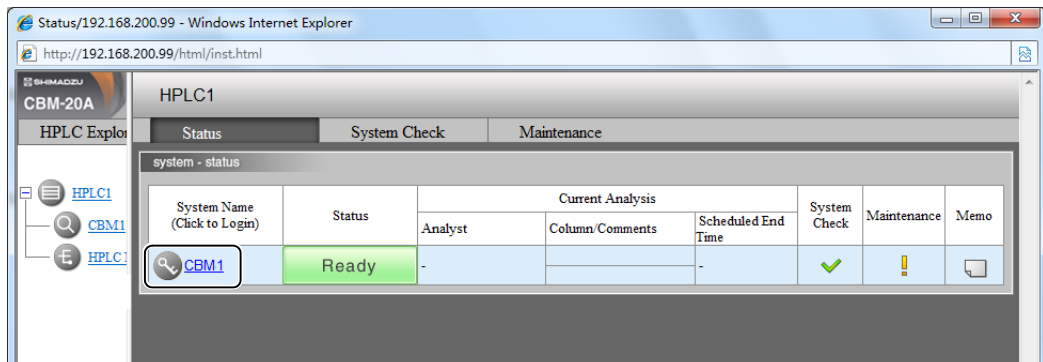 Status/192.168.200.99 - Windows Internet Explorer
http://192.168.200.99/html/inst.html
SHIMADZU
CBM-20A
HPLC1
HPLC Explor
Status
System Check
Maintenance
system - status
HPLC1
CBM1
HPLC1
System Name
(Click to Login)
Status
Current Analysis
Analyst
Column/Comments
Scheduled End
Time
System
Check
Maintenance
Memo
CBM1
Ready
-
-